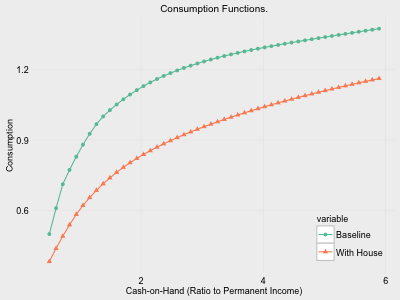 Consumption Functions.
Consumption
1.2
0.9
0.6
variable
Baseline
With House
2 4 6
Cash-on-Hand (Ratio to Permanent Income)